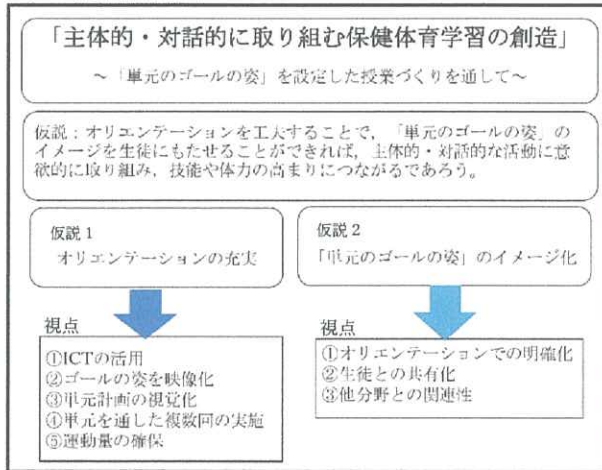 「主体的・対話的に取り組む保健体育学習の創造」
～「単元のゴールの姿」を設定した授業づくりを通して～
仮説：オリエンテーションを工夫することで，「単元のゴールの姿」の
イメージを生徒にもたせることができれば，主体的・対話的な活動に意
欲的に取り組み，技能や体力の高まりにつながるであろう。
仮説1
オリエンテーションの充実
仮説2
「単元のゴールの姿」のイメージ化
視点
①ICTの活用
②ゴールの姿を映像化
③単元計画の視覚化
④単元を通した複数回の実施
⑤運動量の確保
視点
①オリエンテーションでの明確化
②生徒との共有化
③他分野との関連性